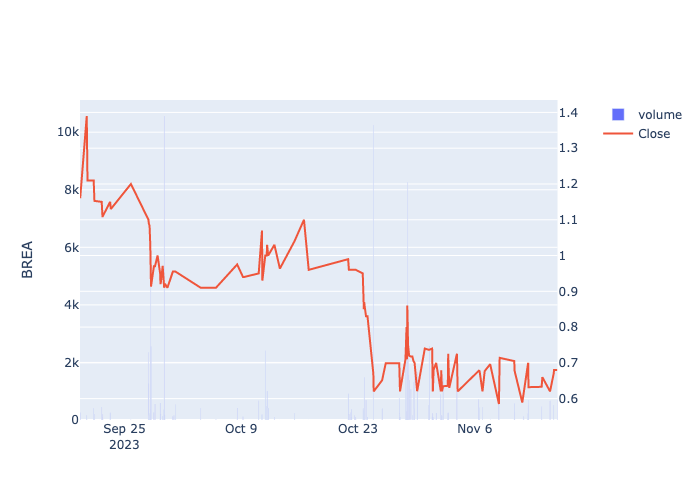 volume
Close
BREA
10k
8k
6k
4k
2k
0
1.4
1.3
1.2
1.1
1
0.9
0.8
0.7
0.6
Sep 25
2023
Oct 9
Oct 23
Nov 6